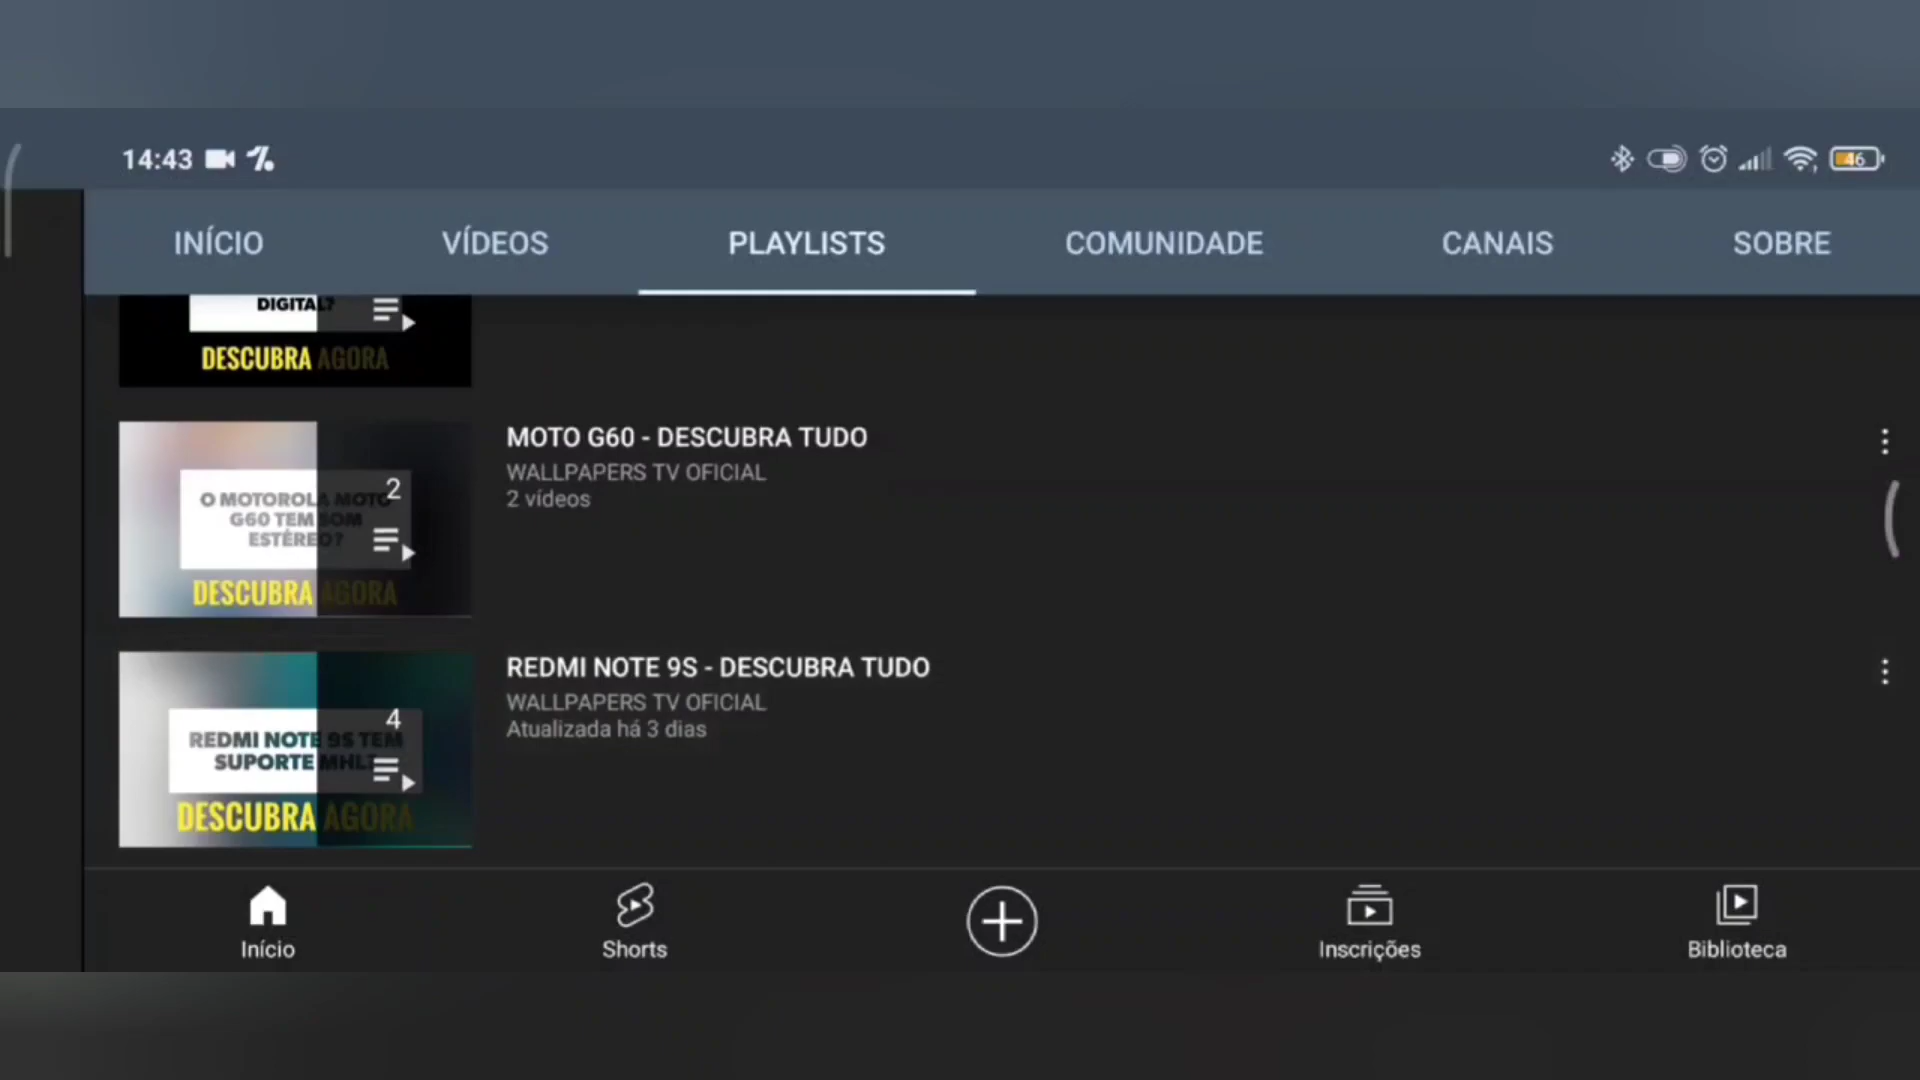 14:43
46
INÍCIO
VÍDEOS
PLAYLISTS
COMUNIDADE
CANAIS
SOBRE
DIGITAL?
DESCUBRA AGORA
MOTO G60 - DESCUBRA TUDO
WALLPAPERS TV OFICIAL
2 vídeos
2
O MOTOROLA MOTO
G60 TEM SOM
ESTÉREO?
DESCUBRA AGORA
REDMI NOTE 9S - DESCUBRA TUDO
WALLPAPERS TV OFICIAL
Atualizada há 3 dias
4
REDMI NOTE 9S TEM
SUPORTE MHL?
DESCUBRA AGORA
Início
Shorts
Inscrições
Biblioteca